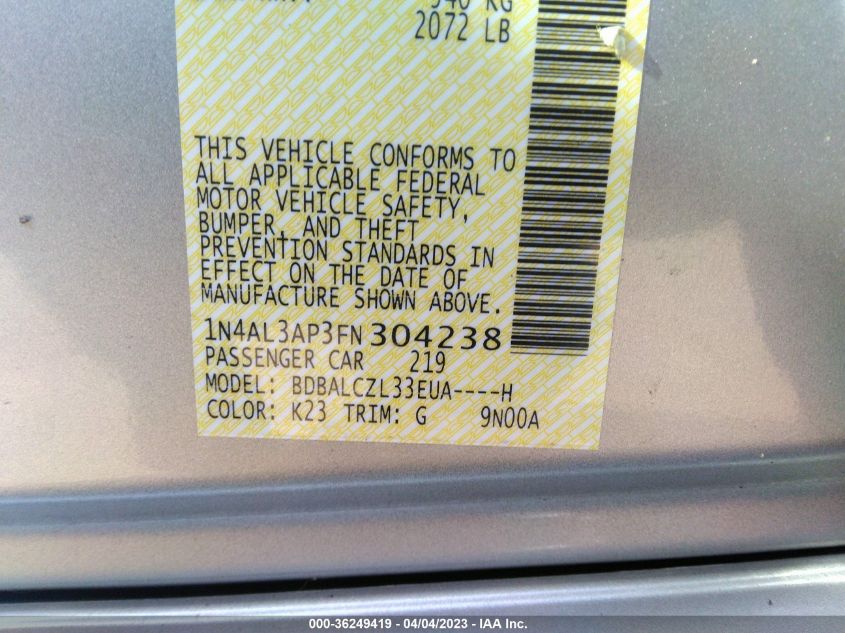 2072 LB
THIS VEHICLE CONFORMS TO
ALL APPLICABLE FEDERAL
MOTOR VEHICLE SAFETY,
BUMPER, AND THEFT
PREVENTION STANDARDS IN
EFFECT ON THE DATE OF
MANUFACTURE SHOWN ABOVE.
1N4AL3AP3FN 304238
PASSENGER CAR 219
MODEL: BDBALCZL33EUA----H
COLOR: K23 TRIM: G 9N00A
000-36249419 - 04/04/2023 - IAA Inc.